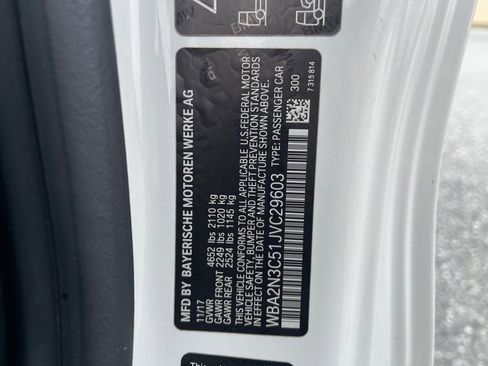 MFD BY BAYERISCHE MOTOREN WERKE AG
11/17
GVWR 4652 lbs 2110 kg
GAWR FRONT 2249 lbs 1020 kg
GAWR REAR 2524 lbs 1145 kg
THIS VEHICLE CONFORMS TO ALL APPLICABLE U.S.FEDERAL MOTOR
VEHICLE SAFETY, BUMPER AND THEFT PREVENTION STANDARDS
IN EFFECT ON THE DATE OF MANUFACTURE SHOWN ABOVE.
WBA2N3C51JVC29603 TYPE: PASSENGER CAR
300
7 315 814
This